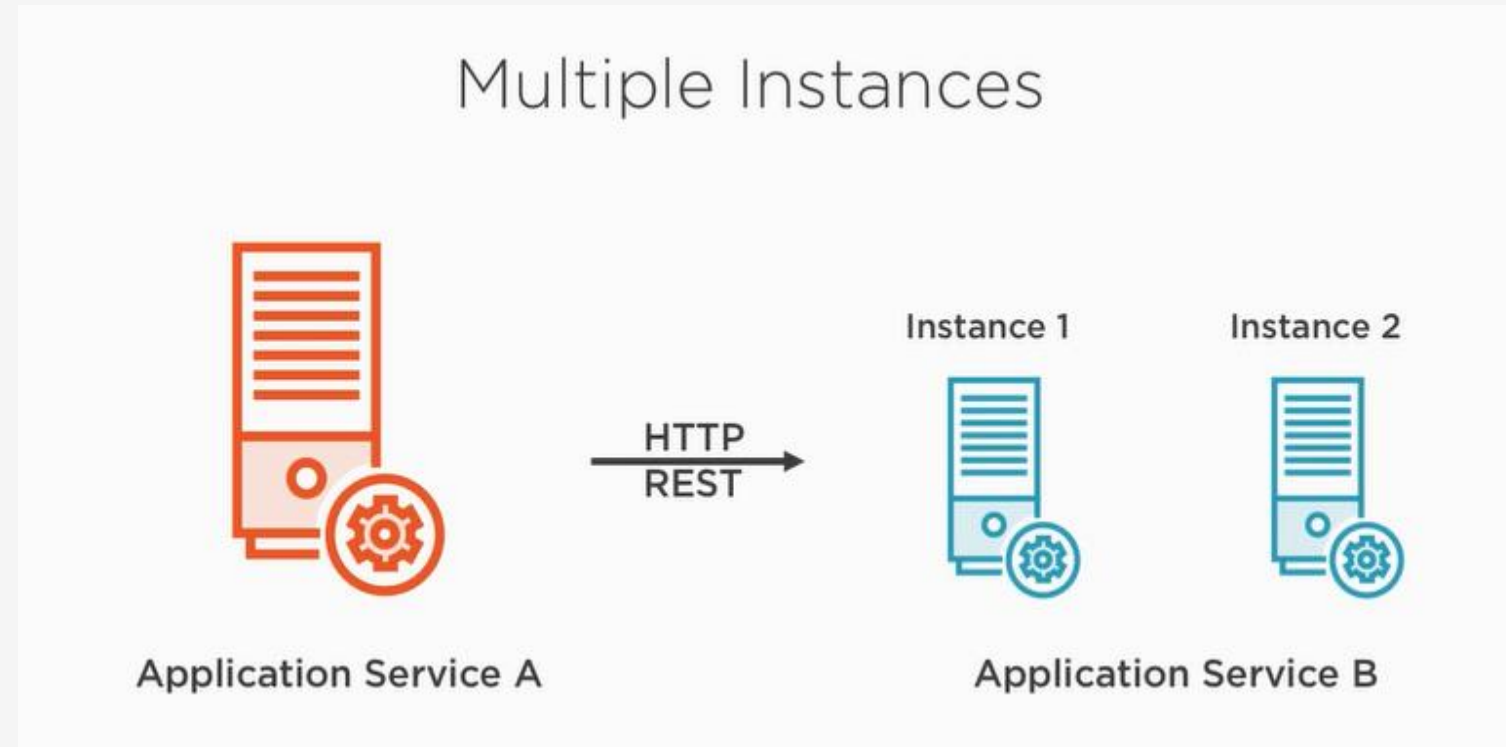 Multiple Instances
Instance 1
Instance 2
HTTP
REST
Application Service A
Application Service B